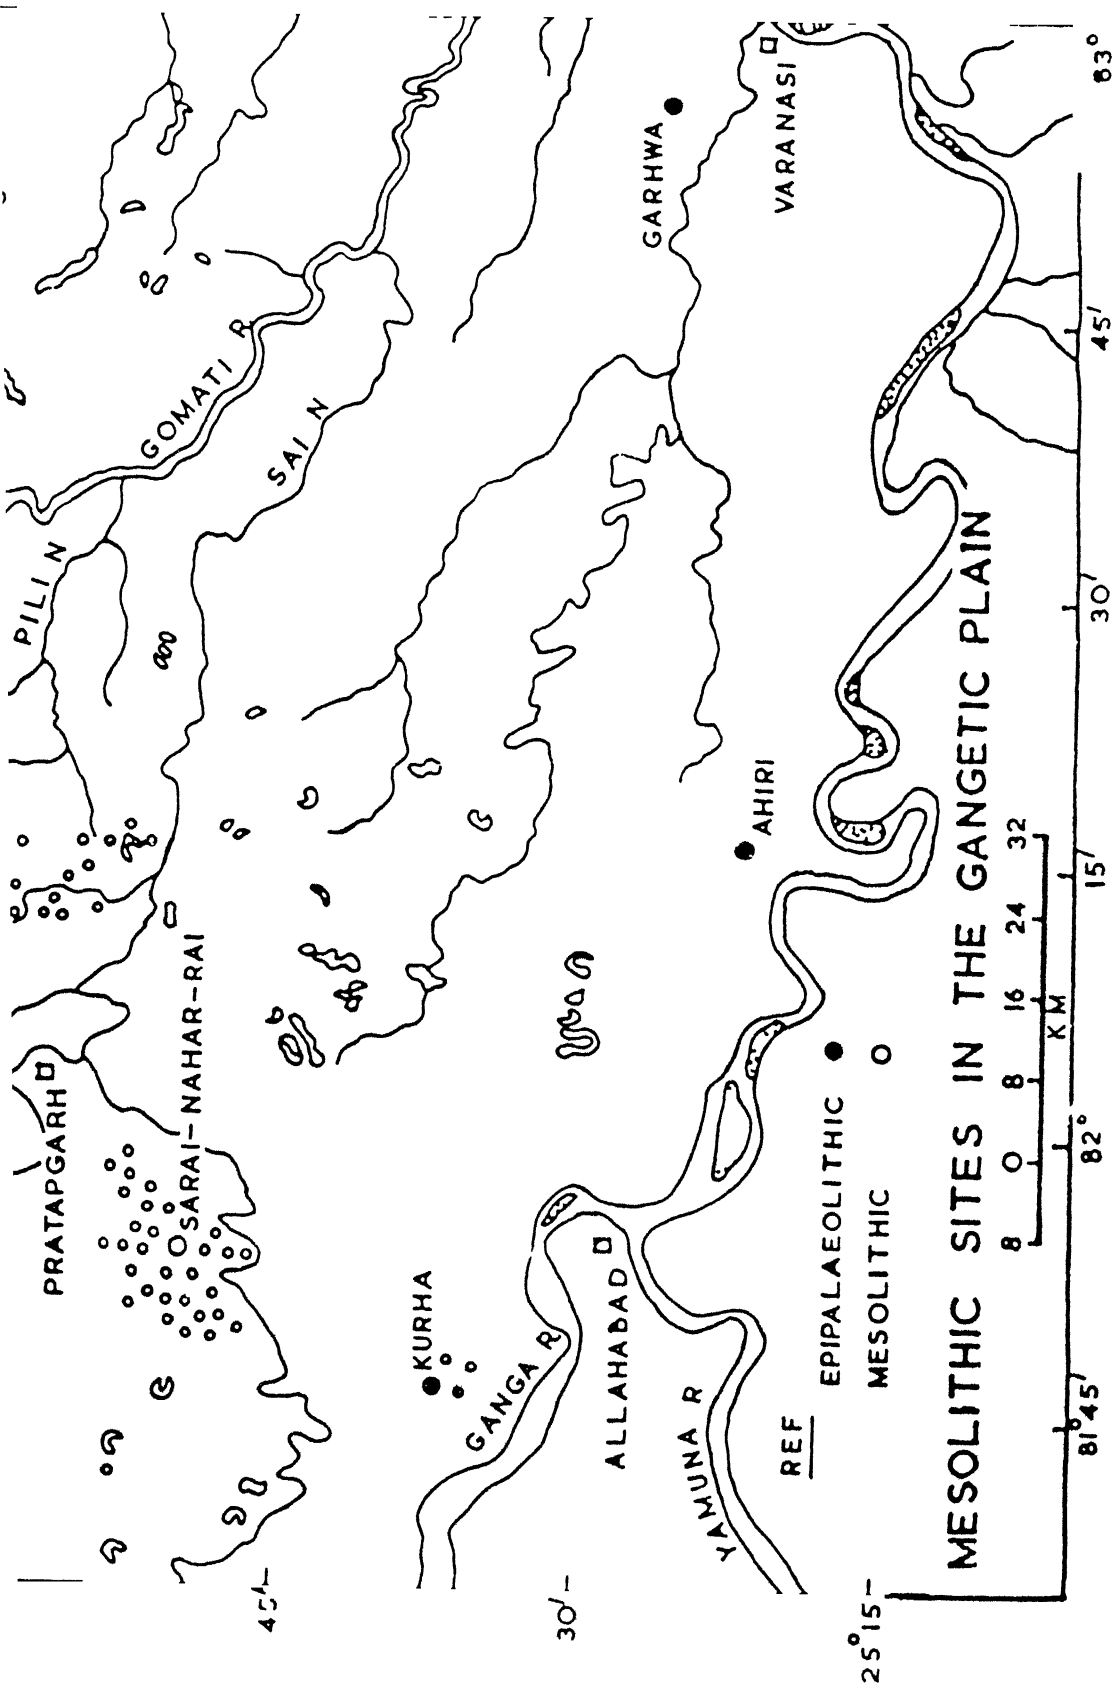 PILI N
GOMATI R
SAI N
PRATAPGARH
SARAI-NAHAR-RAI
GARHWA
VARANASI
KURHA
GANGA R
ALLAHABAD
AHIRI
YAMUNA R
REF
EPIPALAEOLITHIC
MESOLITHIC
45'
30'
25°15'
MESOLITHIC SITES IN THE GANGETIC PLAIN
8 0 8 16 24 32
KM
81°45' 82° 15' 30' 45' 83°